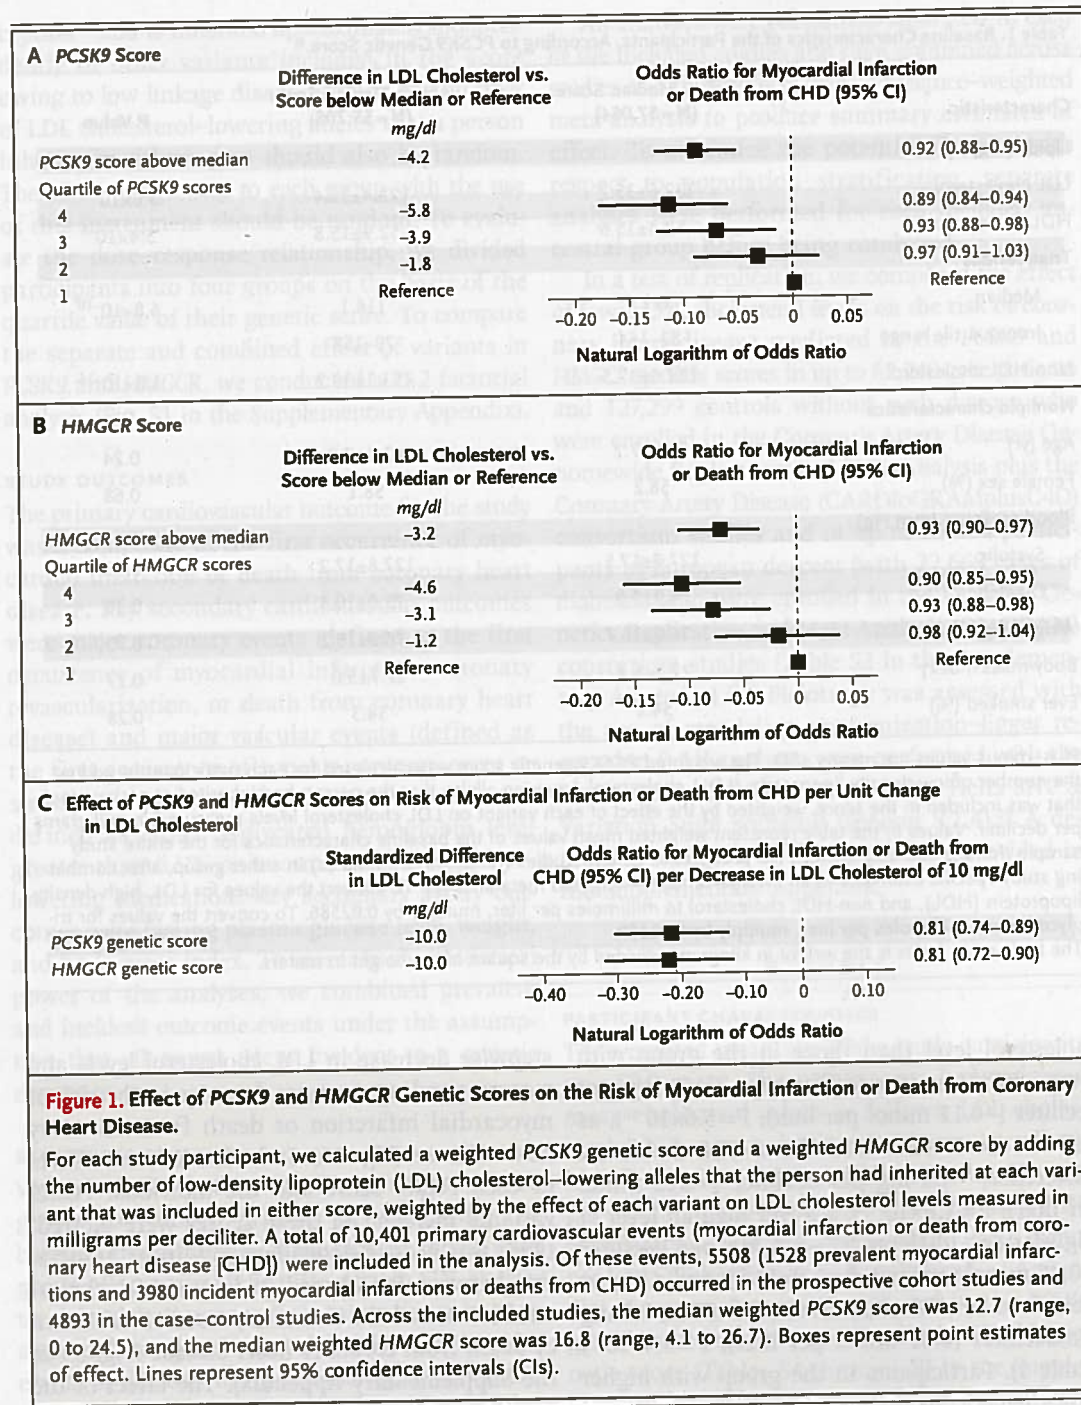 A PCSK9 Score
Difference in LDL Cholesterol vs.
Score below Median or Reference
Odds Ratio for Myocardial Infarction
or Death from CHD (95% CI)
mg/dl
PCSK9 score above median −4.2 0.92 (0.88–0.95)
Quartile of PCSK9 scores
4 −5.8 0.89 (0.84–0.94)
3 −3.9 0.93 (0.88–0.98)
2 −1.8 0.97 (0.91–1.03)
1 Reference Reference
−0.20 −0.15 −0.10 −0.05 0 0.05
Natural Logarithm of Odds Ratio
B HMGCR Score
Difference in LDL Cholesterol vs.
Score below Median or Reference
Odds Ratio for Myocardial Infarction
or Death from CHD (95% CI)
mg/dl
HMGCR score above median −3.2 0.93 (0.90–0.97)
Quartile of HMGCR scores
4 −4.6 0.90 (0.85–0.95)
3 −3.1 0.93 (0.88–0.98)
2 −1.2 0.98 (0.92–1.04)
1 Reference Reference
−0.20 −0.15 −0.10 −0.05 0 0.05
Natural Logarithm of Odds Ratio
C Effect of PCSK9 and HMGCR Scores on Risk of Myocardial Infarction or Death from CHD per Unit Change
in LDL Cholesterol
Standardized Difference
in LDL Cholesterol
Odds Ratio for Myocardial Infarction or Death from
CHD (95% CI) per Decrease in LDL Cholesterol of 10 mg/dl
mg/dl
PCSK9 genetic score −10.0 0.81 (0.74–0.89)
HMGCR genetic score −10.0 0.81 (0.72–0.90)
−0.40 −0.30 −0.20 −0.10 0 0.10
Natural Logarithm of Odds Ratio
Figure 1. Effect of PCSK9 and HMGCR Genetic Scores on the Risk of Myocardial Infarction or Death from Coronary
Heart Disease.
For each study participant, we calculated a weighted PCSK9 genetic score and a weighted HMGCR score by adding
the number of low-density lipoprotein (LDL) cholesterol–lowering alleles that the person had inherited at each vari-
ant that was included in either score, weighted by the effect of each variant on LDL cholesterol levels measured in
milligrams per deciliter. A total of 10,401 primary cardiovascular events (myocardial infarction or death from coro-
nary heart disease [CHD]) were included in the analysis. Of these events, 5508 (1528 prevalent myocardial infarc-
tions and 3980 incident myocardial infarctions or deaths from CHD) occurred in the prospective cohort studies and
4893 in the case–control studies. Across the included studies, the median weighted PCSK9 score was 12.7 (range,
0 to 24.5), and the median weighted HMGCR score was 16.8 (range, 4.1 to 26.7). Boxes represent point estimates
of effect. Lines represent 95% confidence intervals (CIs).